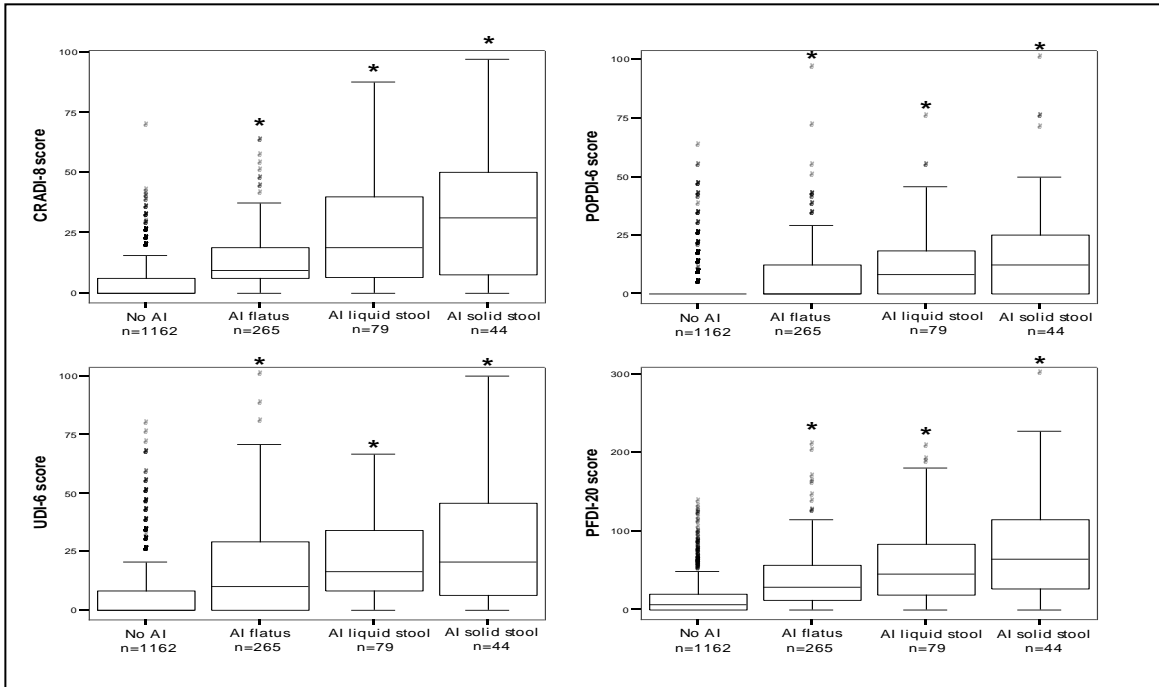 CRADI-8 score
100
75
50
25
0
*
*
*
No AI
n=1162
AI flatus
n=265
AI liquid stool
n=79
AI solid stool
n=44
POPDI-6 score
100
75
50
25
0
*
*
*
No AI
n=1162
AI flatus
n=265
AI liquid stool
n=79
AI solid stool
n=44
UDI-6 score
100
75
50
25
0
*
*
*
No AI
n=1162
AI flatus
n=265
AI liquid stool
n=79
AI solid stool
n=44
PFDI-20 score
300
200
100
0
*
*
*
No AI
n=1162
AI flatus
n=265
AI liquid stool
n=79
AI solid stool
n=44